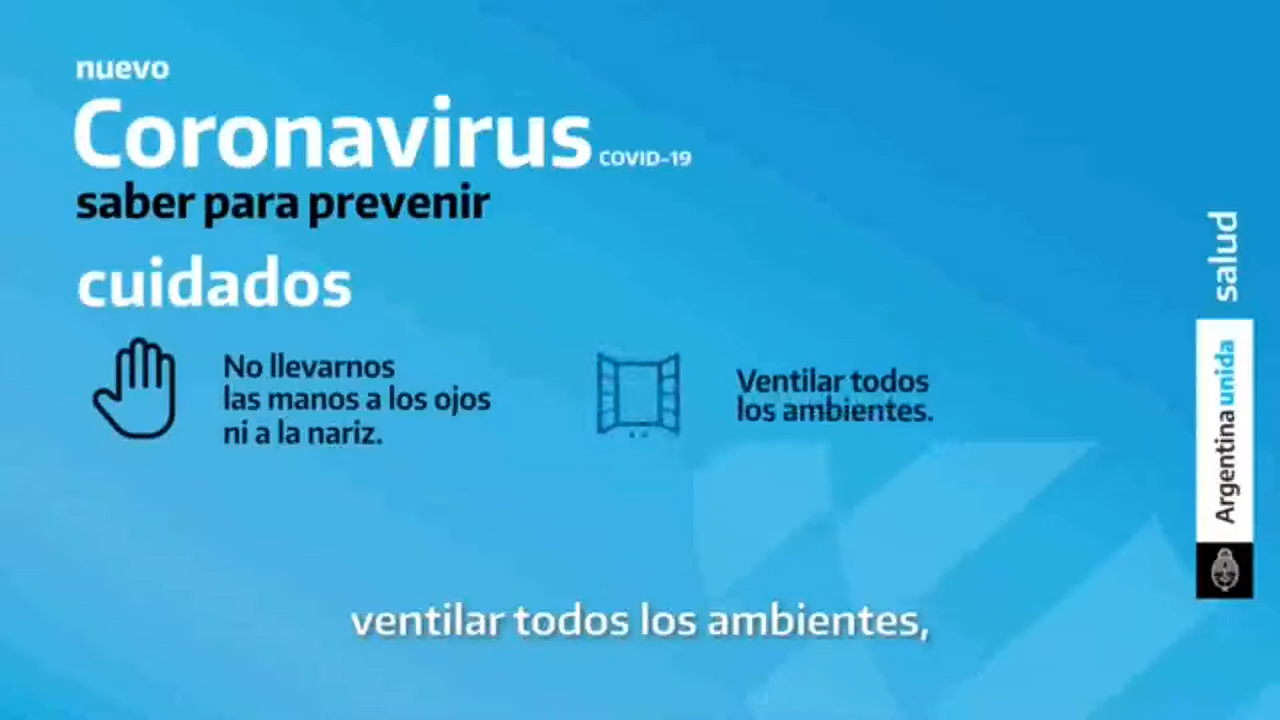 nuevo
Coronavirus COVID-19
saber para prevenir
cuidados
No llevarnos
las manos a los ojos
ni a la nariz.
Ventilar todos
los ambientes.
ventilar todos los ambientes,
salud
Argentina unida